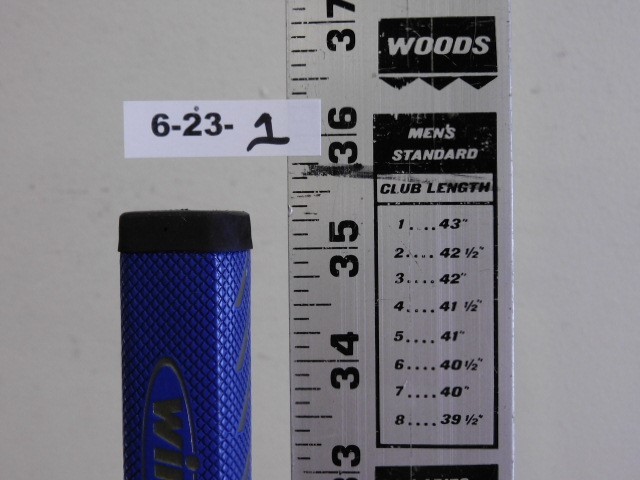 37
WOODS
6-23-1
36
MEN'S
STANDARD
CLUB LENGTH
1....43"
2....42 1/2"
3....42"
4....41 1/2"
5....41"
6....40 1/2"
7....40"
8....39 1/2"
35
34
33
win